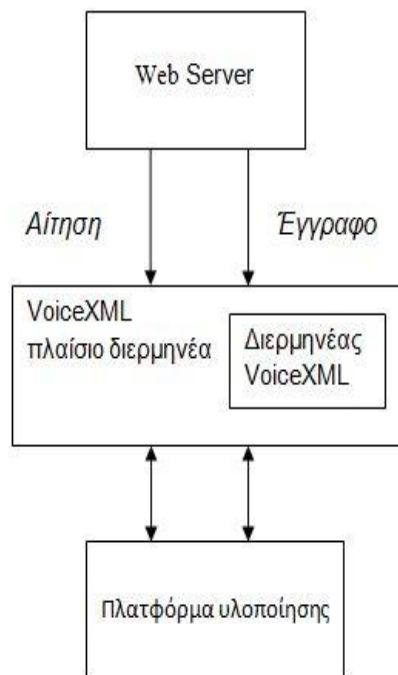 Web Server
Αίτηση
Έγγραφο
VoiceXML
πλαίσιο διερμηνέα
Διερμηνέας
VoiceXML
Πλατφόρμα υλοποίησης